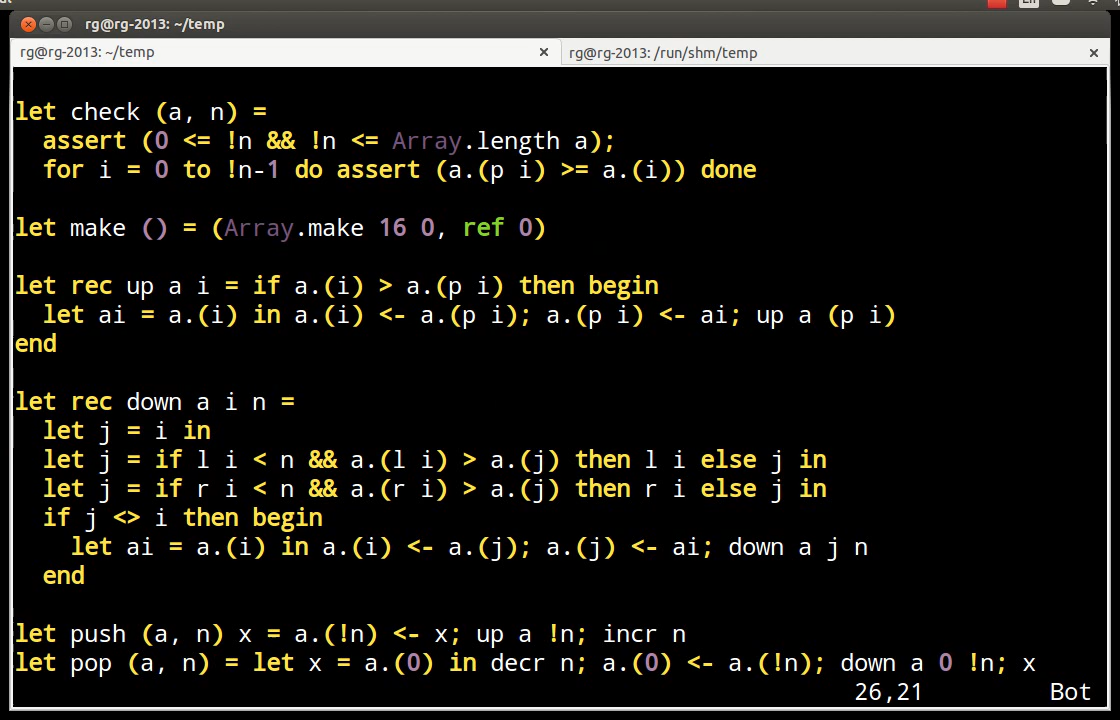 En
rg@rg-2013: ~/temp
rg@rg-2013: ~/temp × rg@rg-2013: /run/shm/temp ×
let check (a, n) =
  assert (0 <= !n && !n <= Array.length a);
  for i = 0 to !n-1 do assert (a.(p i) >= a.(i)) done
let make () = (Array.make 16 0, ref 0)
let rec up a i = if a.(i) > a.(p i) then begin
  let ai = a.(i) in a.(i) <- a.(p i); a.(p i) <- ai; up a (p i)
end
let rec down a i n =
  let j = i in
  let j = if l i < n && a.(l i) > a.(j) then l i else j in
  let j = if r i < n && a.(r i) > a.(j) then r i else j in
  if j <> i then begin
    let ai = a.(i) in a.(i) <- a.(j); a.(j) <- ai; down a j n
  end
let push (a, n) x = a.(!n) <- x; up a !n; incr n
let pop (a, n) = let x = a.(0) in decr n; a.(0) <- a.(!n); down a 0 !n; x
26,21 Bot